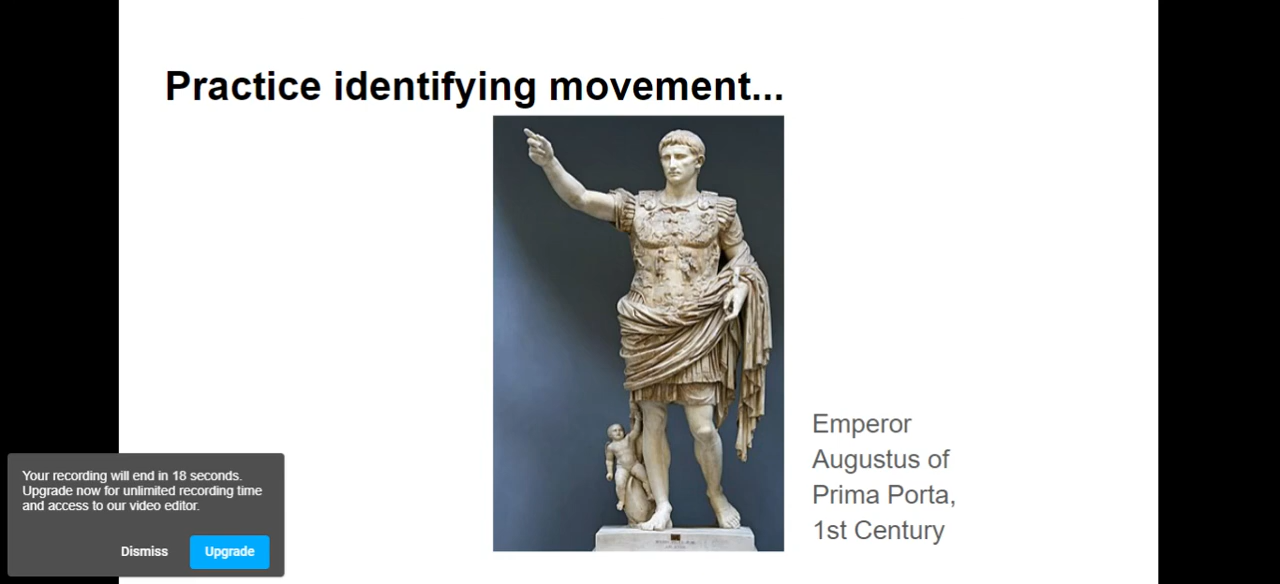 Practice identifying movement...
Emperor
Augustus of
Prima Porta,
1st Century
Your recording will end in 18 seconds.
Upgrade now for unlimited recording time
and access to our video editor.
Dismiss
Upgrade